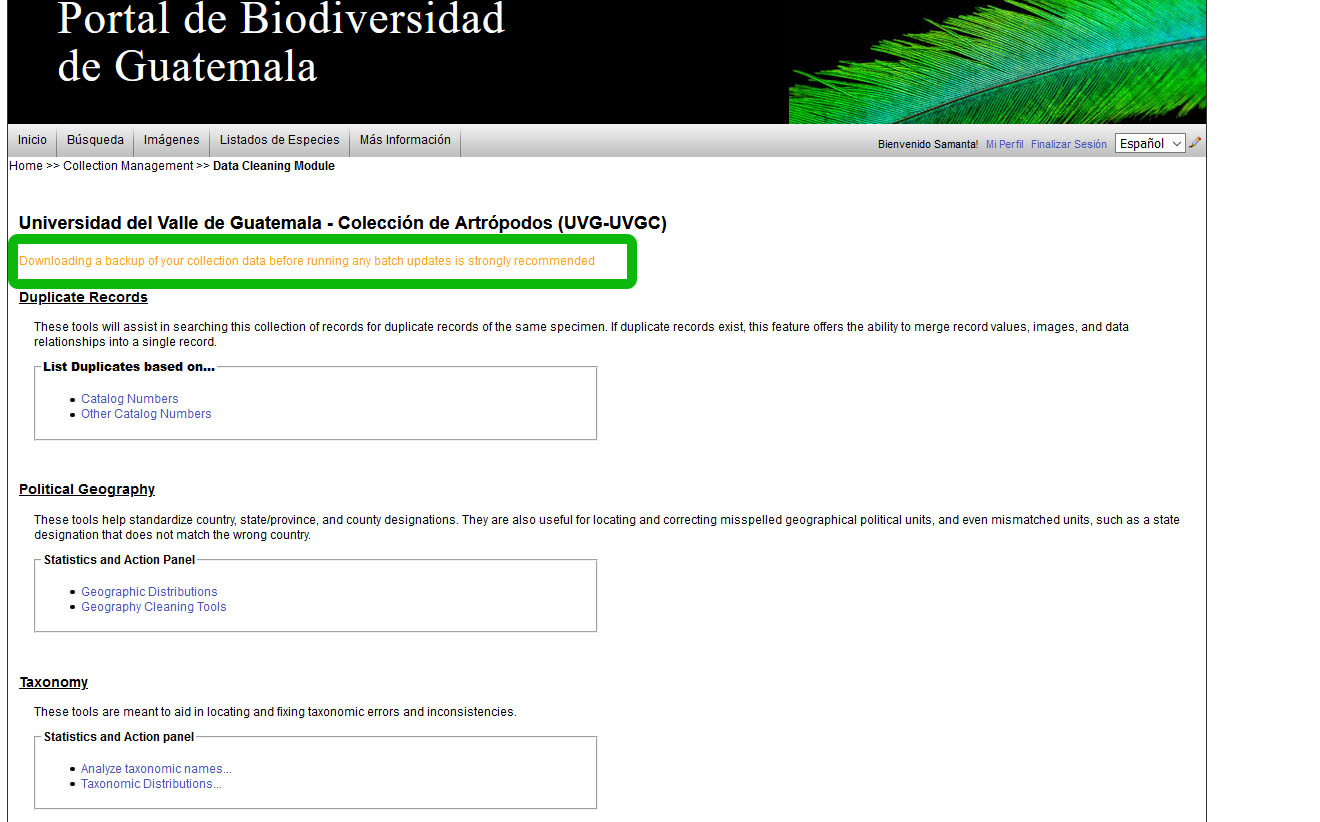 Portal de Biodiversidad
de Guatemala
Inicio Búsqueda Imágenes Listados de Especies Más Información
Bienvenido Samanta! Mi Perfil Finalizar Sesión Español
Home >> Collection Management >> Data Cleaning Module
Universidad del Valle de Guatemala - Colección de Artrópodos (UVG-UVGC)
Downloading a backup of your collection data before running any batch updates is strongly recommended
Duplicate Records
These tools will assist in searching this collection of records for duplicate records of the same specimen. If duplicate records exist, this feature offers the ability to merge record values, images, and data
relationships into a single record.
List Duplicates based on...
Catalog Numbers
Other Catalog Numbers
Political Geography
These tools help standardize country, state/province, and county designations. They are also useful for locating and correcting misspelled geographical political units, and even mismatched units, such as a state
designation that does not match the wrong country.
Statistics and Action Panel
Geographic Distributions
Geography Cleaning Tools
Taxonomy
These tools are meant to aid in locating and fixing taxonomic errors and inconsistencies.
Statistics and Action panel
Analyze taxonomic names...
Taxonomic Distributions...